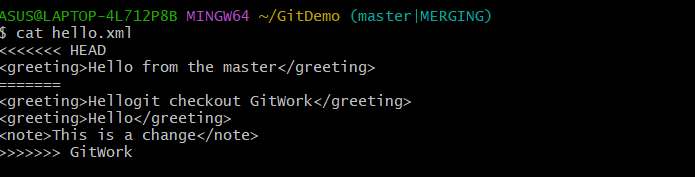 ASUS@LAPTOP-4L712P8B MINGW64 ~/GitDemo (master|MERGING)
$ cat hello.xml
<<<<<<< HEAD
<greeting>Hello from the master</greeting>
=======
<greeting>Hellogit checkout GitWork</greeting>
<greeting>Hello</greeting>
<note>This is a change</note>
>>>>>>> GitWork